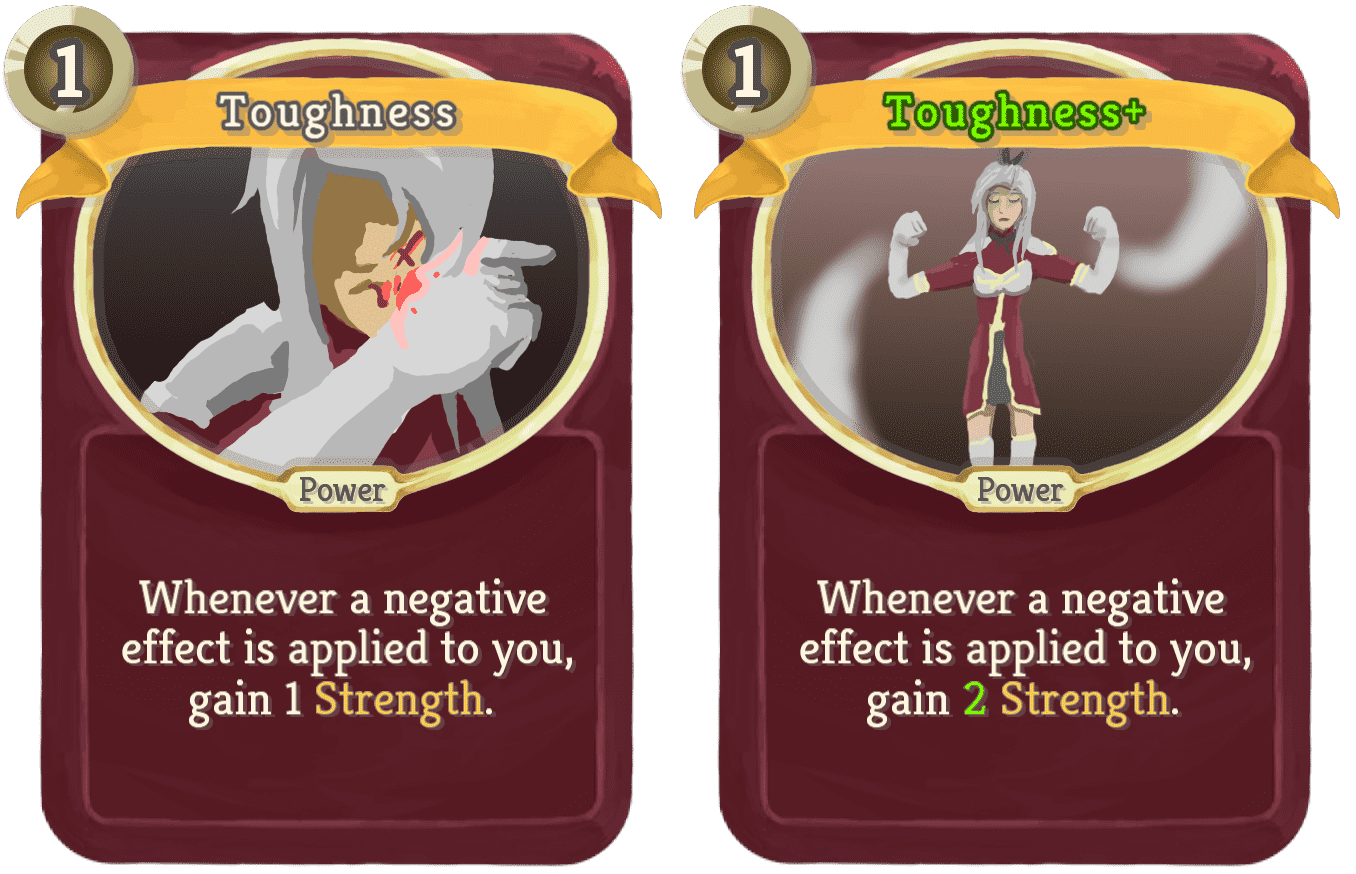 1
Toughness
Power
Whenever a negative
effect is applied to you,
gain 1 Strength.
1
Toughness+
Power
Whenever a negative
effect is applied to you,
gain 2 Strength.